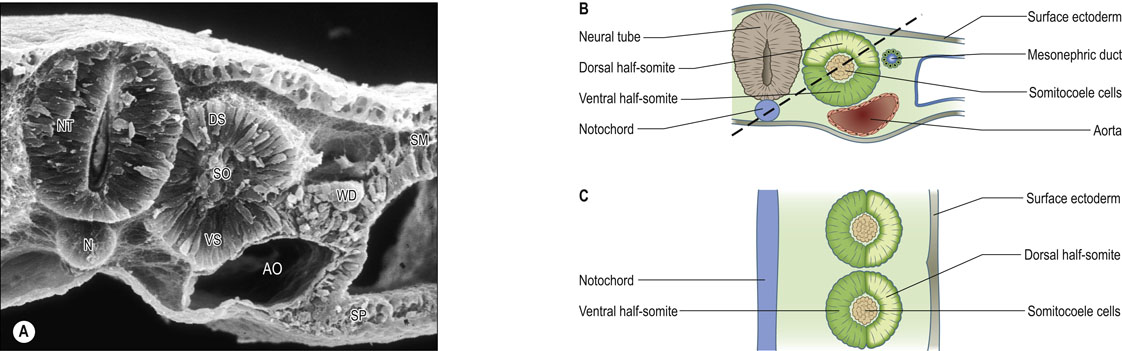 NT
DS
SO
VS
N
WD
SM
AO
SP
A
B
Neural tube
Dorsal half-somite
Ventral half-somite
Notochord
Surface ectoderm
Mesonephric duct
Somitocoele cells
Aorta
C
Notochord
Ventral half-somite
Surface ectoderm
Dorsal half-somite
Somitocoele cells